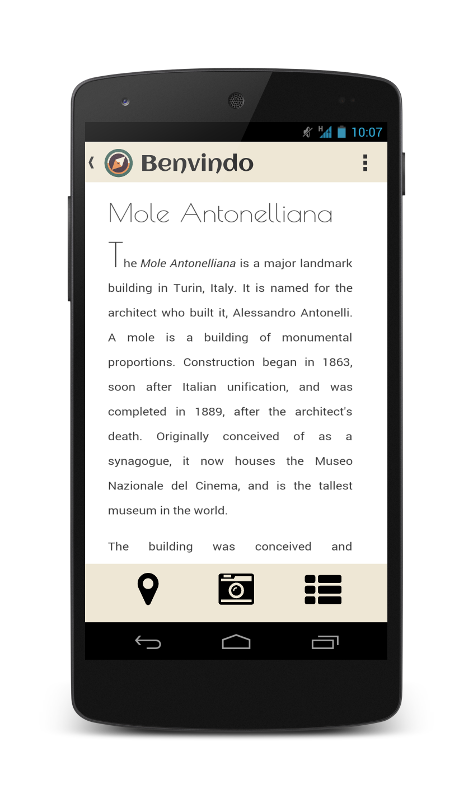 H
10:07
Benvindo
Mole Antonelliana
The Mole Antonelliana is a major landmark
building in Turin, Italy. It is named for the
architect who built it, Alessandro Antonelli.
A mole is a building of monumental
proportions. Construction began in 1863,
soon after Italian unification, and was
completed in 1889, after the architect's
death. Originally conceived of as a
synagogue, it now houses the Museo
Nazionale del Cinema, and is the tallest
museum in the world.
The building was conceived and